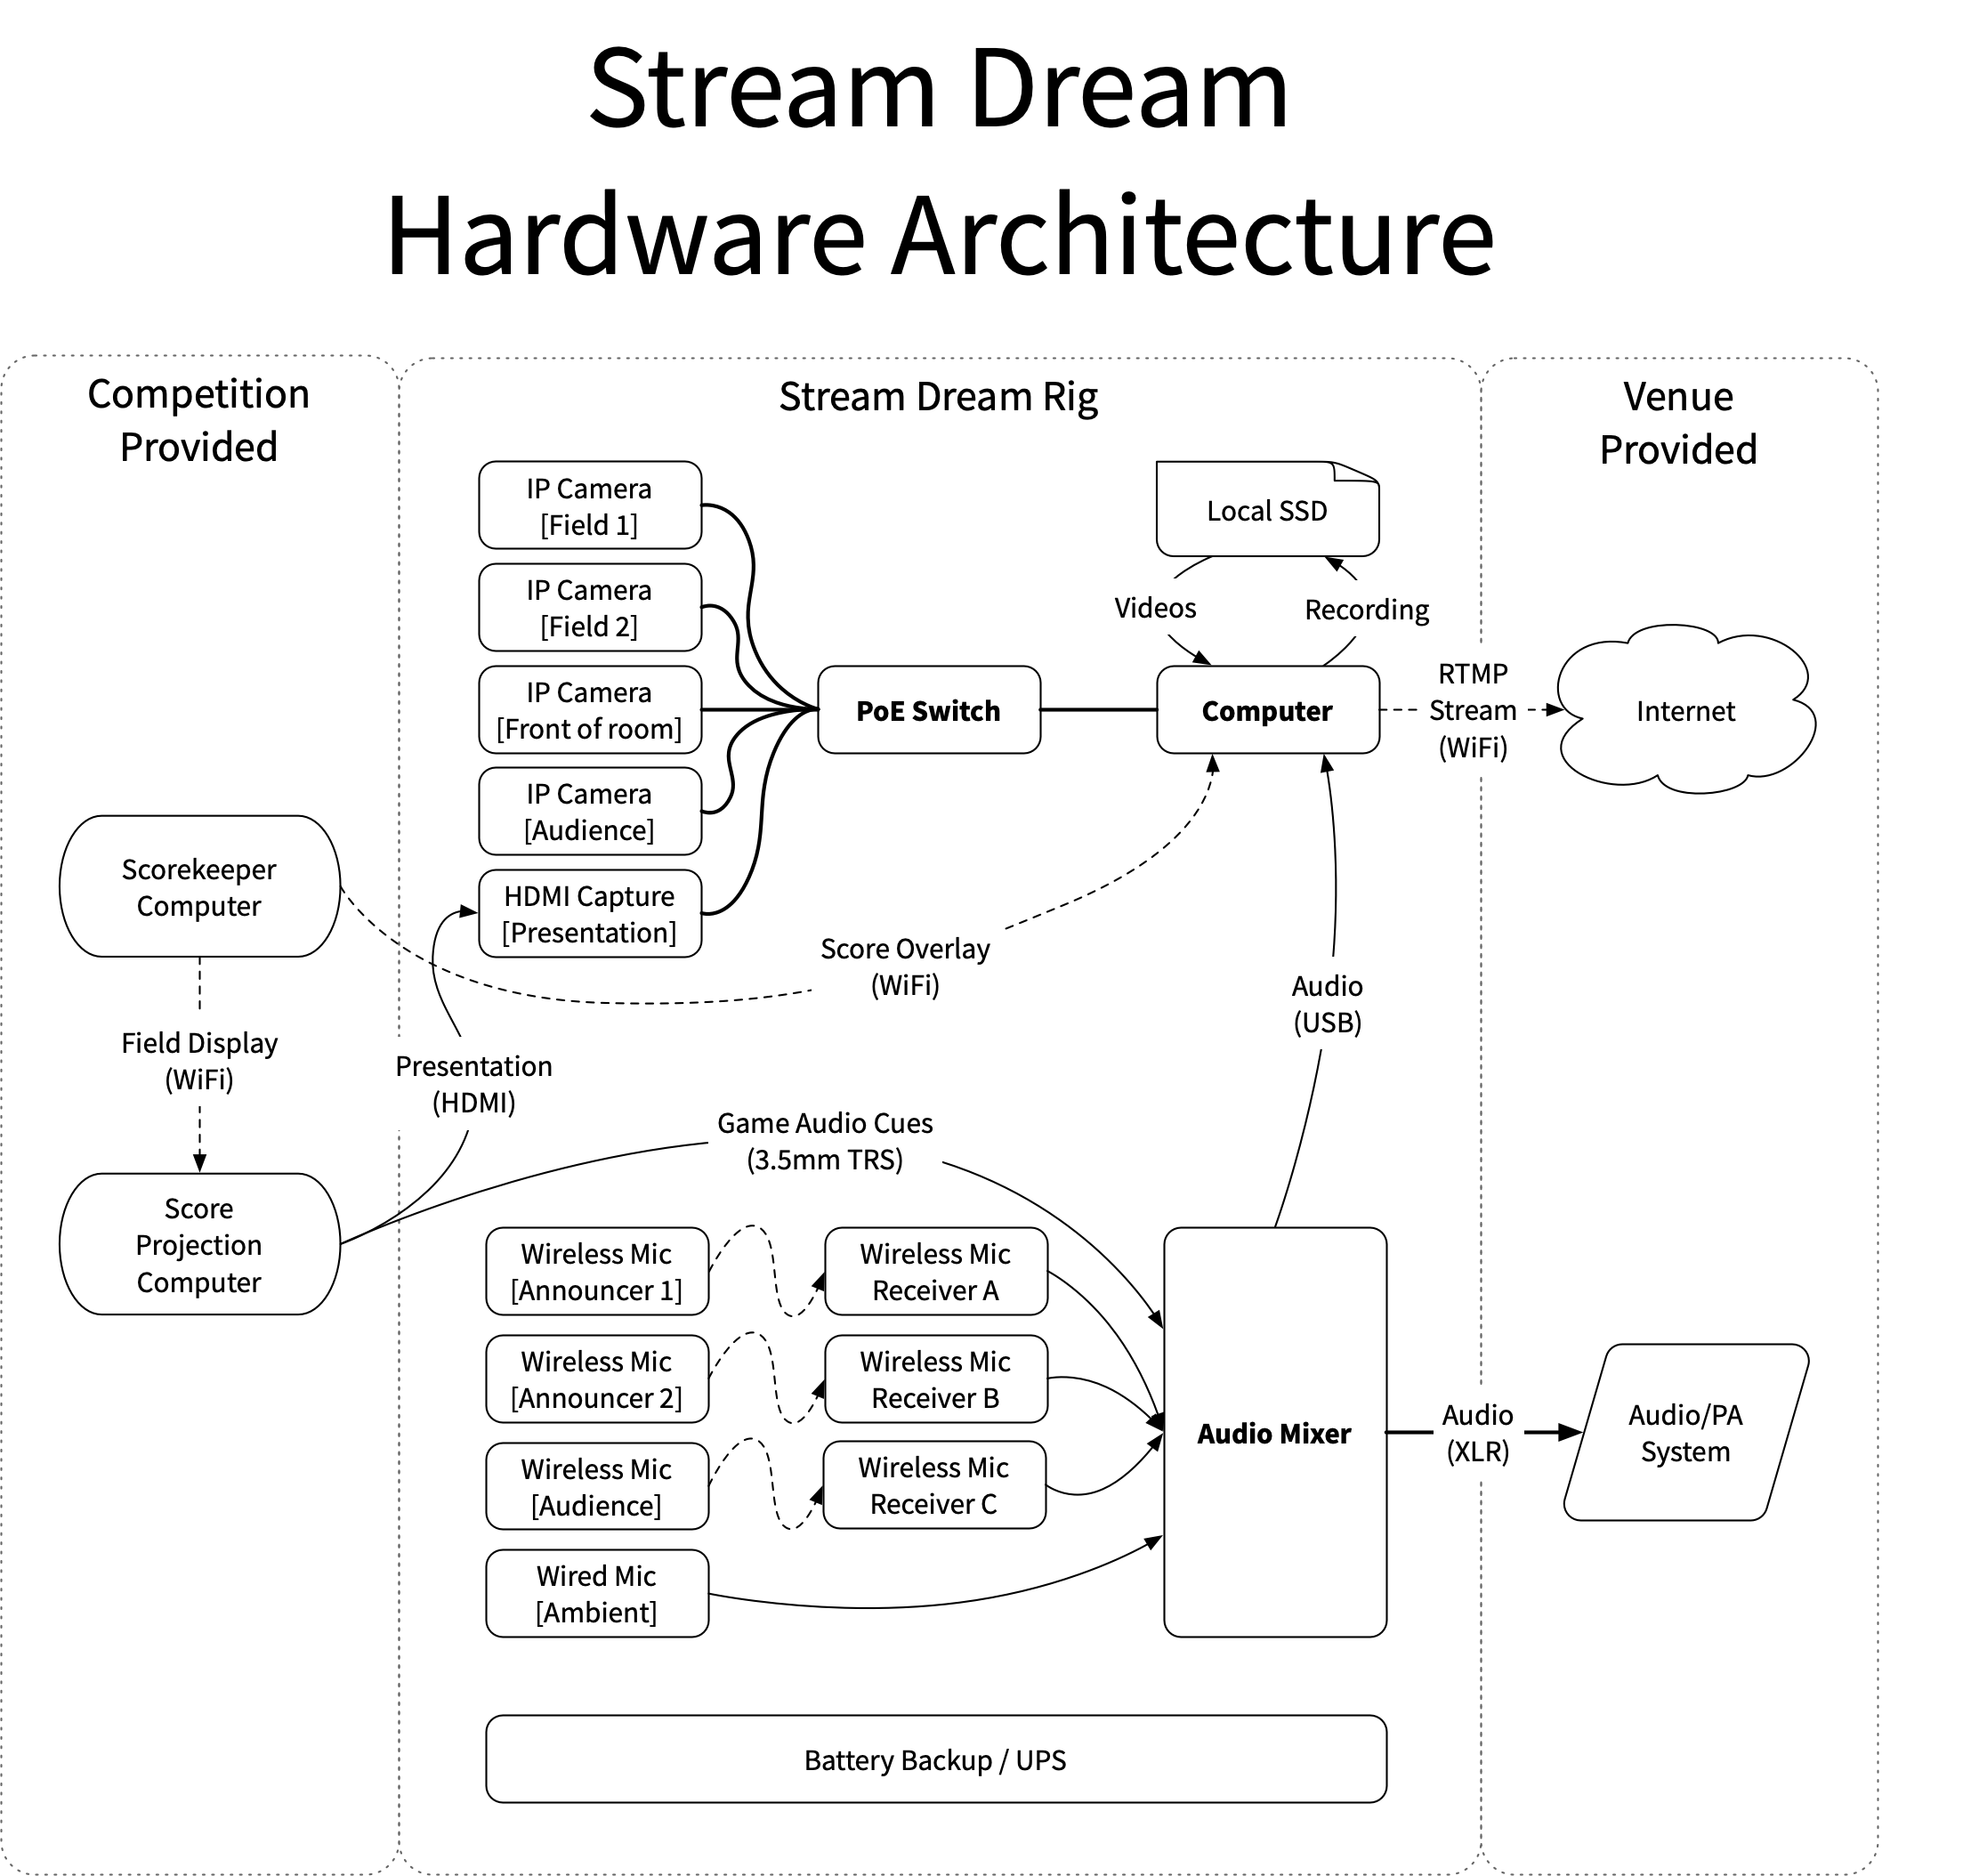 Stream Dream
Hardware Architecture
Competition
Provided
Stream Dream Rig
Venue
Provided
IP Camera
[Field 1]
IP Camera
[Field 2]
IP Camera
[Front of room]
IP Camera
[Audience]
HDMI Capture
[Presentation]
PoE Switch
Local SSD
Videos
Recording
Computer
RTMP
Stream
(WiFi)
Internet
Scorekeeper
Computer
Score Overlay
(WiFi)
Audio
(USB)
Field Display
(WiFi)
Presentation
(HDMI)
Game Audio Cues
(3.5mm TRS)
Score
Projection
Computer
Wireless Mic
[Announcer 1]
Wireless Mic
Receiver A
Wireless Mic
[Announcer 2]
Wireless Mic
Receiver B
Wireless Mic
[Audience]
Wireless Mic
Receiver C
Wired Mic
[Ambient]
Audio Mixer
Audio
(XLR)
Audio/PA
System
Battery Backup / UPS